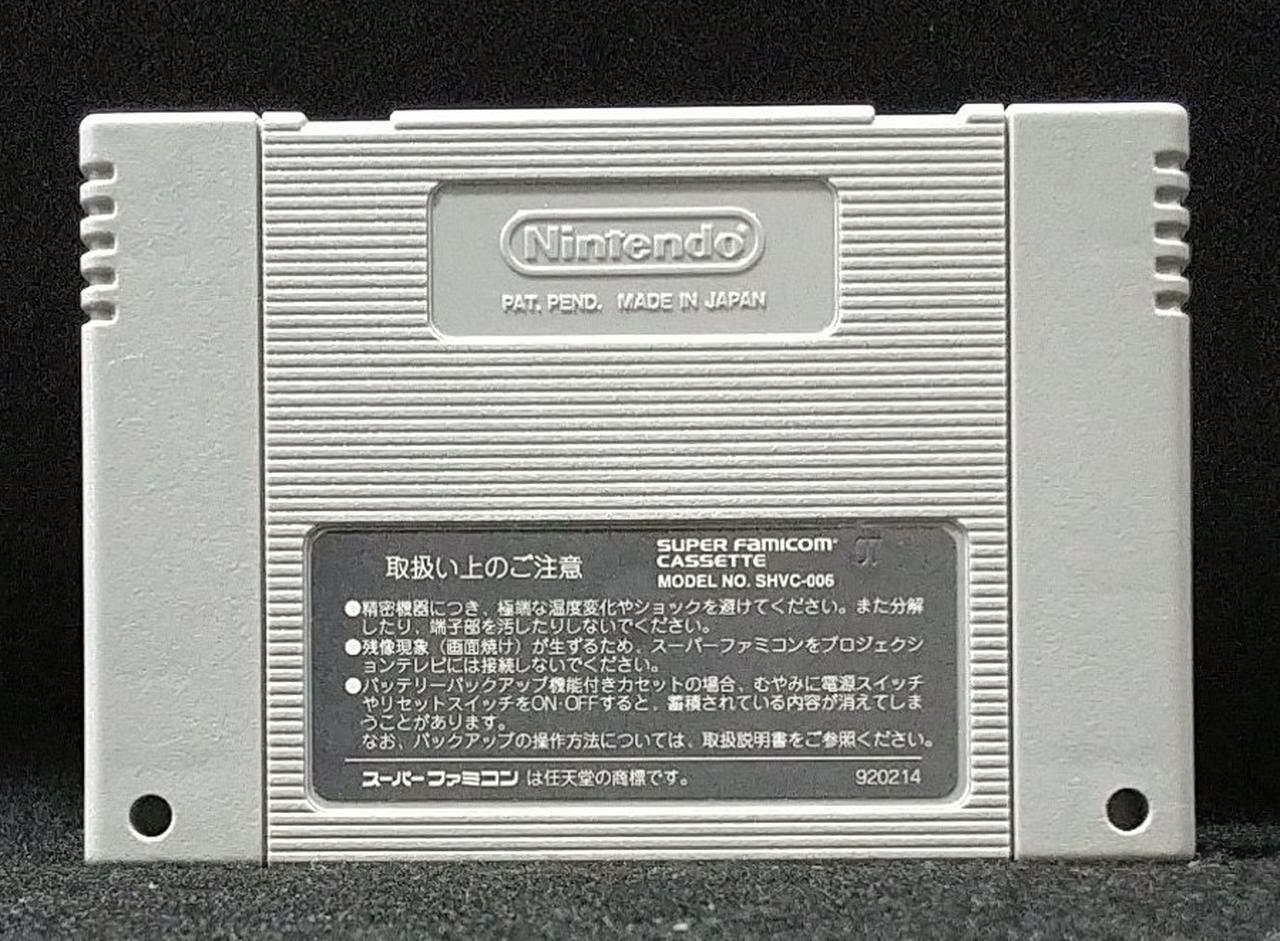 Nintendo
PAT. PEND. MADE IN JAPAN
取扱い上のご注意
SUPER FAMICOM
CASSETTE
MODEL NO. SHVC-006
●精密機器につき、極端な温度変化やショックを避けてください。また分解
したり、端子部を汚したりしないでください。
●残像現象（画面焼け）が生ずるため、スーパーファミコンをプロジェクシ
ョンテレビには接続しないでください。
●バッテリーバックアップ機能付きカセットの場合、むやみに電源スイッチ
やリセットスイッチをON・OFFすると、蓄積されている内容が消えてしま
うことがあります。
なお、バックアップの操作方法については、取扱説明書をご参照ください。
スーパーファミコン は任天堂の商標です。 920214